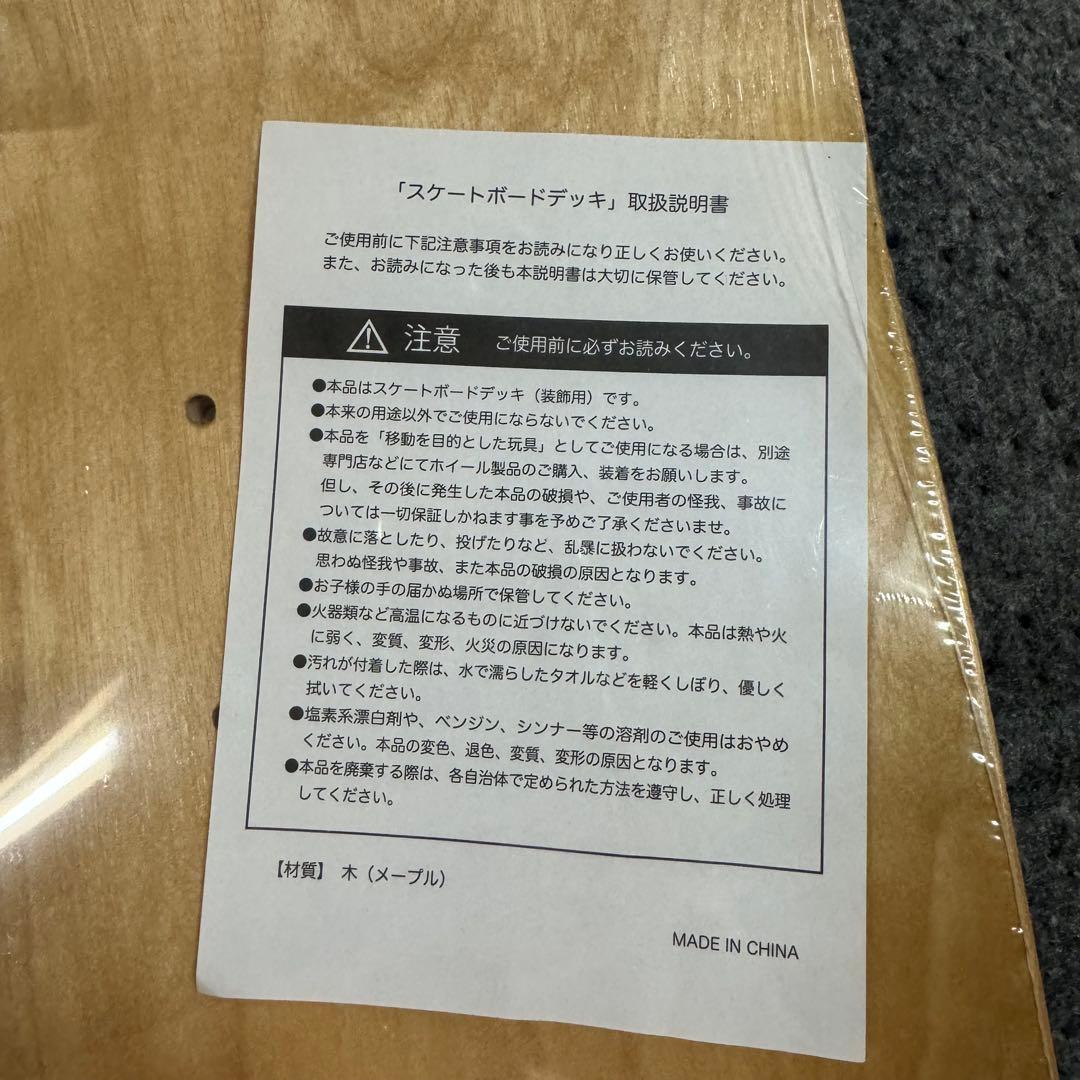 「スケートボードデッキ」取扱説明書
ご使用前に下記注意事項をお読みになり正しくお使いください。
また、お読みになった後も本説明書は大切に保管してください。
注意 ご使用前に必ずお読みください。
●本品はスケートボードデッキ（装飾用）です。
●本来の用途以外でご使用にならないでください。
●本品を「移動を目的とした玩具」としてご使用になる場合は、別途
専門店などにてホイール製品のご購入、装着をお願いします。
但し、その後に発生した本品の破損や、ご使用者の怪我、事故に
ついては一切保証しかねます事を予めご了承くださいませ。
●故意に落としたり、投げたりなど、乱暴に扱わないでください。
思わぬ怪我や事故、また本品の破損の原因となります。
●お子様の手の届かぬ場所で保管してください。
●火器類など高温になるものに近づけないでください。本品は熱や火
に弱く、変質、変形、火災の原因になります。
●汚れが付着した際は、水で濡らしたタオルなどを軽くしぼり、優しく
拭いてください。
●塩素系漂白剤や、ベンジン、シンナー等の溶剤のご使用はおやめ
ください。本品の変色、退色、変質、変形の原因となります。
●本品を廃棄する際は、各自治体で定められた方法を遵守し、正しく処理
してください。
【材質】 木（メープル）
MADE IN CHINA